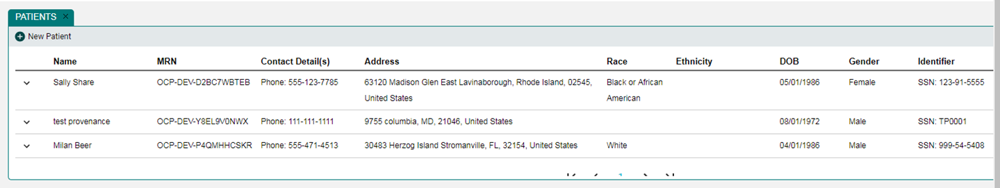 PATIENTS ×
New Patient
Name MRN Contact Detail(s) Address Race Ethnicity DOB Gender Identifier
Sally Share OCP-DEV-D2BC7WBTEB Phone: 555-123-7785 63120 Madison Glen East Lavinaborough, Rhode Island, 02545, Black or African 05/01/1986 Female SSN: 123-91-5555
United States American
test provenance OCP-DEV-Y8EL9V0NWX Phone: 111-111-1111 9755 columbia, MD, 21046, United States 08/01/1972 Male SSN: TP0001
Milan Beer OCP-DEV-P4QMHHCSKR Phone: 555-471-4513 30483 Herzog Island Stromanville, FL, 32154, United States White 04/01/1986 Male SSN: 999-54-5408
1